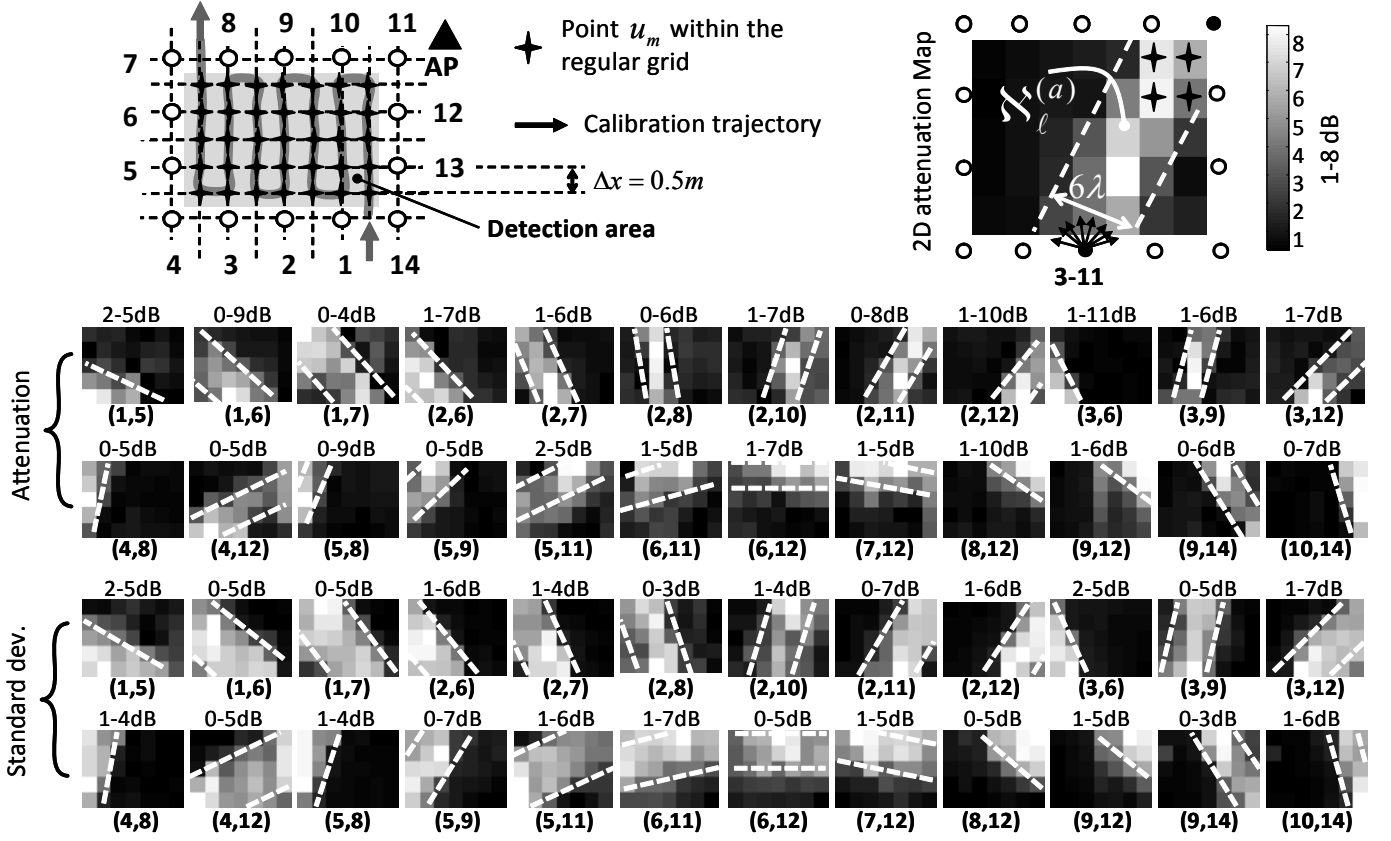 8 9 10 11
7
AP
6
12
5
13
4 3 2 1 14
Point u_m within the
regular grid
Calibration trajectory
Δx = 0.5m
Detection area
2D attenuation Map
ℵ_ℓ^(a)
6λ
3-11
8
7
6
5
4
3
2
1
1-8 dB
Attenuation
2-5dB 0-9dB 0-4dB 1-7dB 1-6dB 0-6dB 1-7dB 0-8dB 1-10dB 1-11dB 1-6dB 1-7dB
(1,5) (1,6) (1,7) (2,6) (2,7) (2,8) (2,10) (2,11) (2,12) (3,6) (3,9) (3,12)
0-5dB 0-5dB 0-9dB 0-5dB 2-5dB 1-5dB 1-7dB 1-5dB 1-10dB 1-6dB 0-6dB 0-7dB
(4,8) (4,12) (5,8) (5,9) (5,11) (6,11) (6,12) (7,12) (8,12) (9,12) (9,14) (10,14)
Standard dev.
2-5dB 0-5dB 0-5dB 1-6dB 1-4dB 0-3dB 1-4dB 0-7dB 1-6dB 2-5dB 0-5dB 1-7dB
(1,5) (1,6) (1,7) (2,6) (2,7) (2,8) (2,10) (2,11) (2,12) (3,6) (3,9) (3,12)
1-4dB 0-5dB 1-4dB 0-7dB 1-6dB 1-7dB 0-5dB 1-5dB 0-5dB 1-5dB 0-3dB 1-6dB
(4,8) (4,12) (5,8) (5,9) (5,11) (6,11) (6,12) (7,12) (8,12) (9,12) (9,14) (10,14)